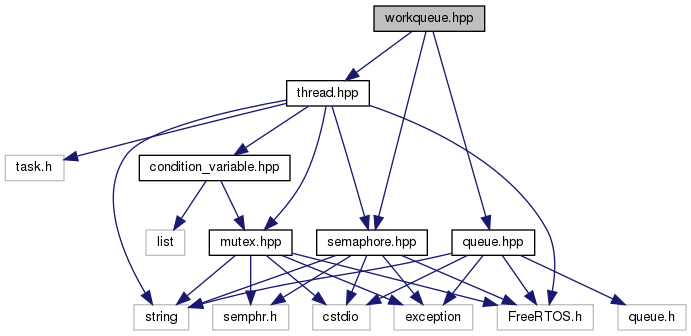 workqueue.hpp
thread.hpp
task.h
condition_variable.hpp
list
mutex.hpp
semaphore.hpp
queue.hpp
string
semphr.h
cstdio
exception
FreeRTOS.h
queue.h